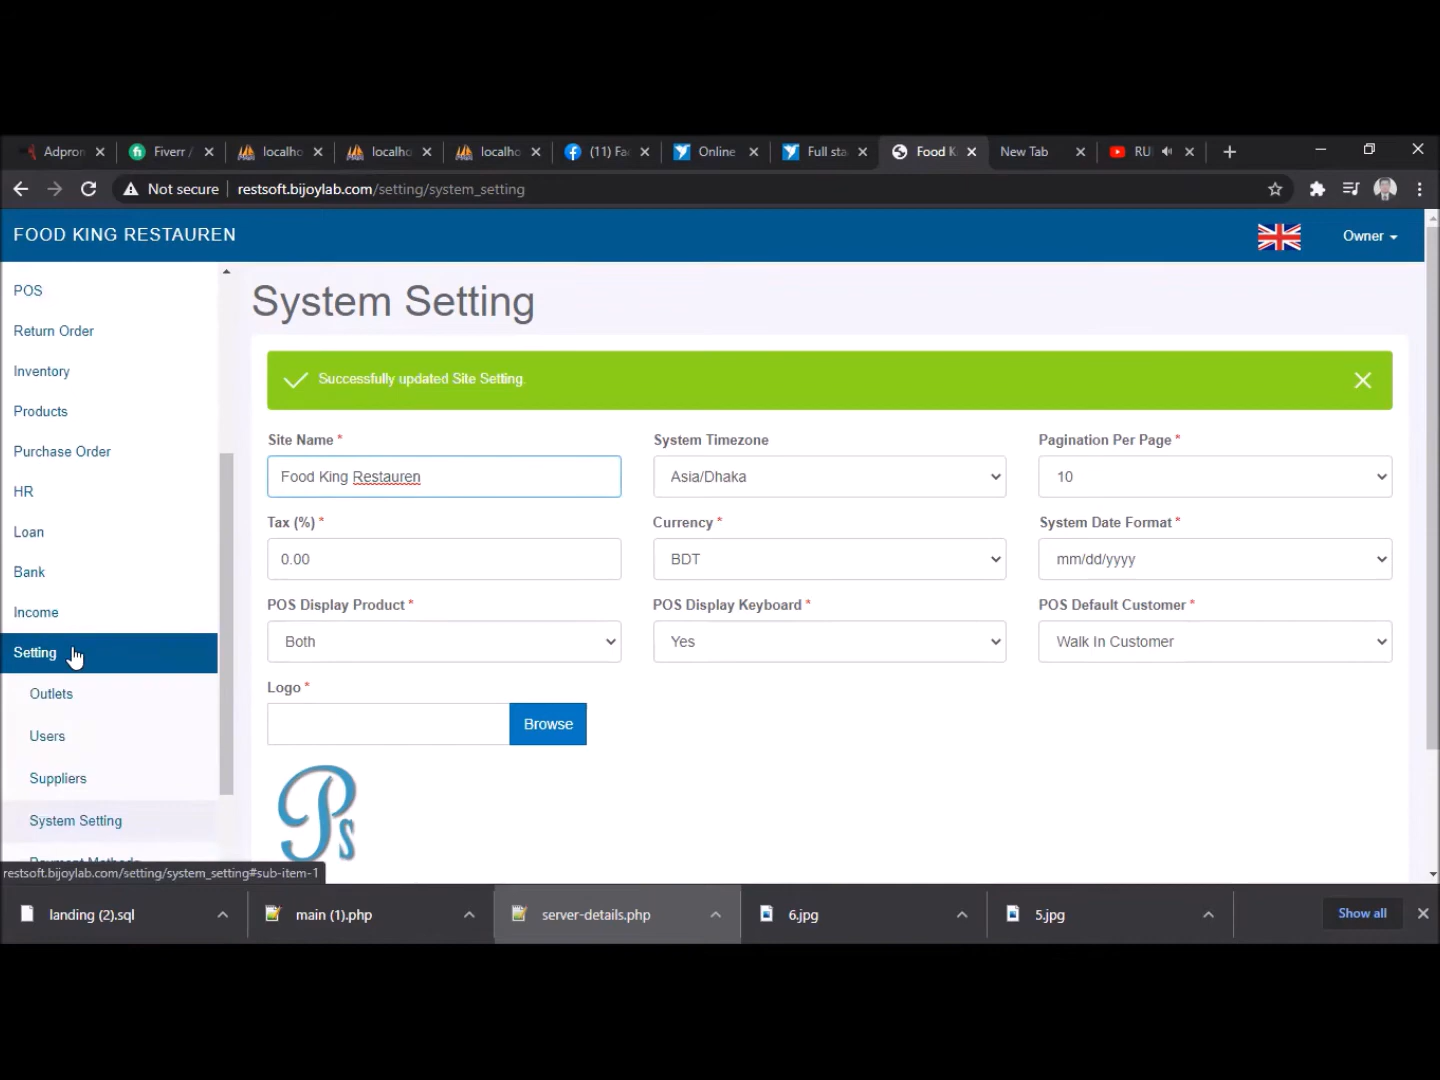 Adpron
Fiverr /
localho
localho
localho
(11) Fac
Online
Full sta
Food K
New Tab
RU
Not secure
restsoft.bijoylab.com/setting/system_setting
FOOD KING RESTAUREN
Owner
POS
Return Order
Inventory
Products
Purchase Order
HR
Loan
Bank
Income
Setting
Outlets
Users
Suppliers
System Setting
Payment Methods
restsoft.bijoylab.com/setting/system_setting#sub-item-1
System Setting
Successfully updated Site Setting.
Site Name *
System Timezone
Pagination Per Page *
Food King Restauren
Asia/Dhaka
10
Tax (%) *
Currency *
System Date Format *
0.00
BDT
mm/dd/yyyy
POS Display Product *
POS Display Keyboard *
POS Default Customer *
Both
Yes
Walk In Customer
Logo *
Browse
Ps
landing (2).sql
main (1).php
server-details.php
6.jpg
5.jpg
Show all